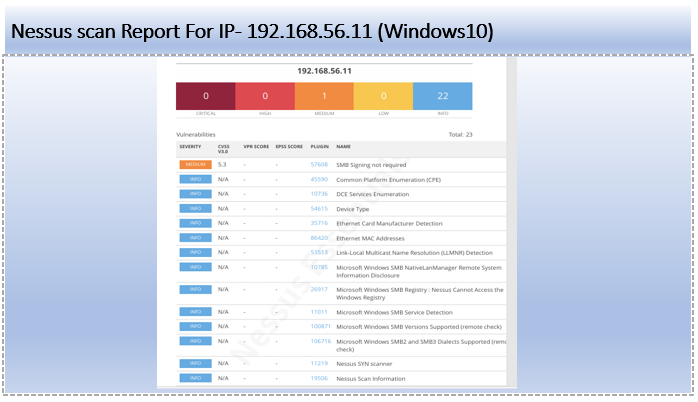 Nessus scan Report For IP- 192.168.56.11 (Windows10)
192.168.56.11
0 0 1 0 22
CRITICAL HIGH MEDIUM LOW INFO
Vulnerabilities Total: 23
SEVERITY CVSS V3.0 VPR SCORE EPSS SCORE PLUGIN NAME
MEDIUM 5.3 - - 57608 SMB Signing not required
INFO N/A - - 45590 Common Platform Enumeration (CPE)
INFO N/A - - 10736 DCE Services Enumeration
INFO N/A - - 54615 Device Type
INFO N/A - - 35716 Ethernet Card Manufacturer Detection
INFO N/A - - 86420 Ethernet MAC Addresses
INFO N/A - - 53513 Link-Local Multicast Name Resolution (LLMNR) Detection
INFO N/A - - 10785 Microsoft Windows SMB NativeLanManager Remote System
Information Disclosure
INFO N/A - - 26917 Microsoft Windows SMB Registry : Nessus Cannot Access the
Windows Registry
INFO N/A - - 11011 Microsoft Windows SMB Service Detection
INFO N/A - - 100871 Microsoft Windows SMB Versions Supported (remote check)
INFO N/A - - 106716 Microsoft Windows SMB2 and SMB3 Dialects Supported (remo
check)
INFO N/A - - 11219 Nessus SYN scanner
INFO N/A - - 19506 Nessus Scan Information
Nessus